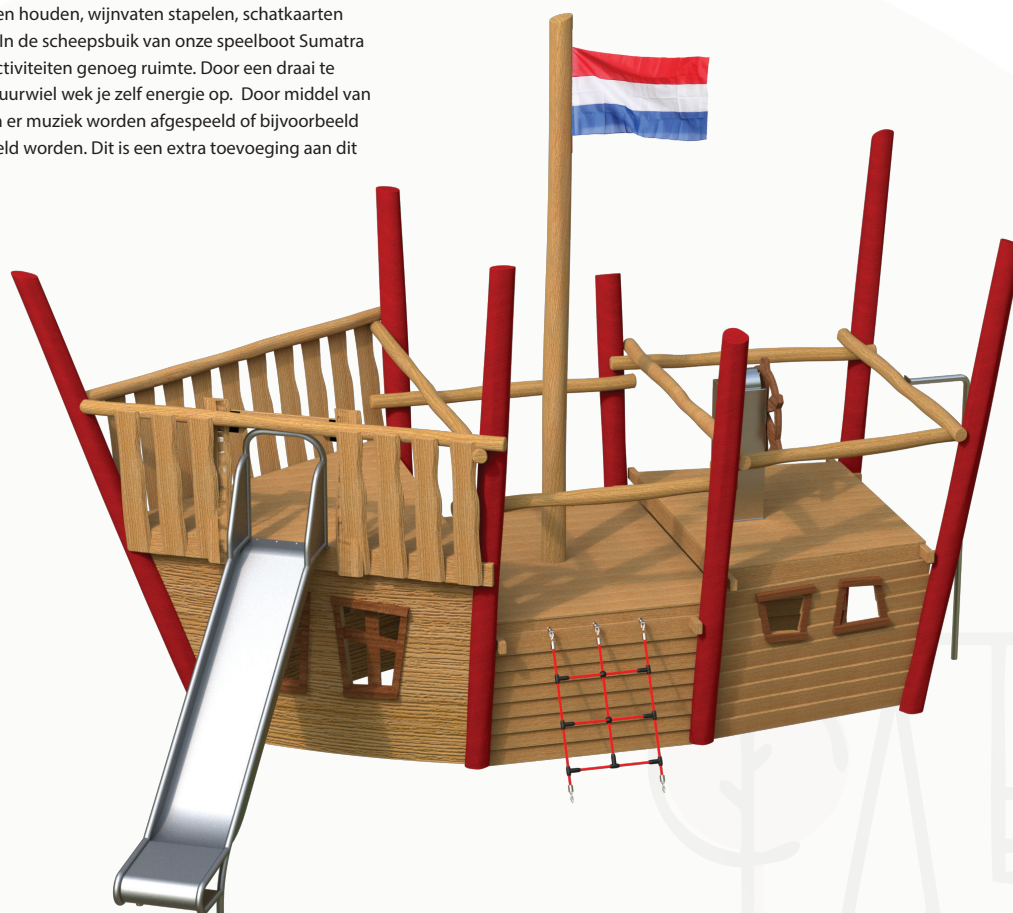 en houden, wijnvaten stapelen, schatkaarten
In de scheepsbuik van onze speelboot Sumatra
ctiviteiten genoeg ruimte. Door een draai te
uurwiel wek je zelf energie op. Door middel van
er muziek worden afgespeeld of bijvoorbeeld
eld worden. Dit is een extra toevoeging aan dit